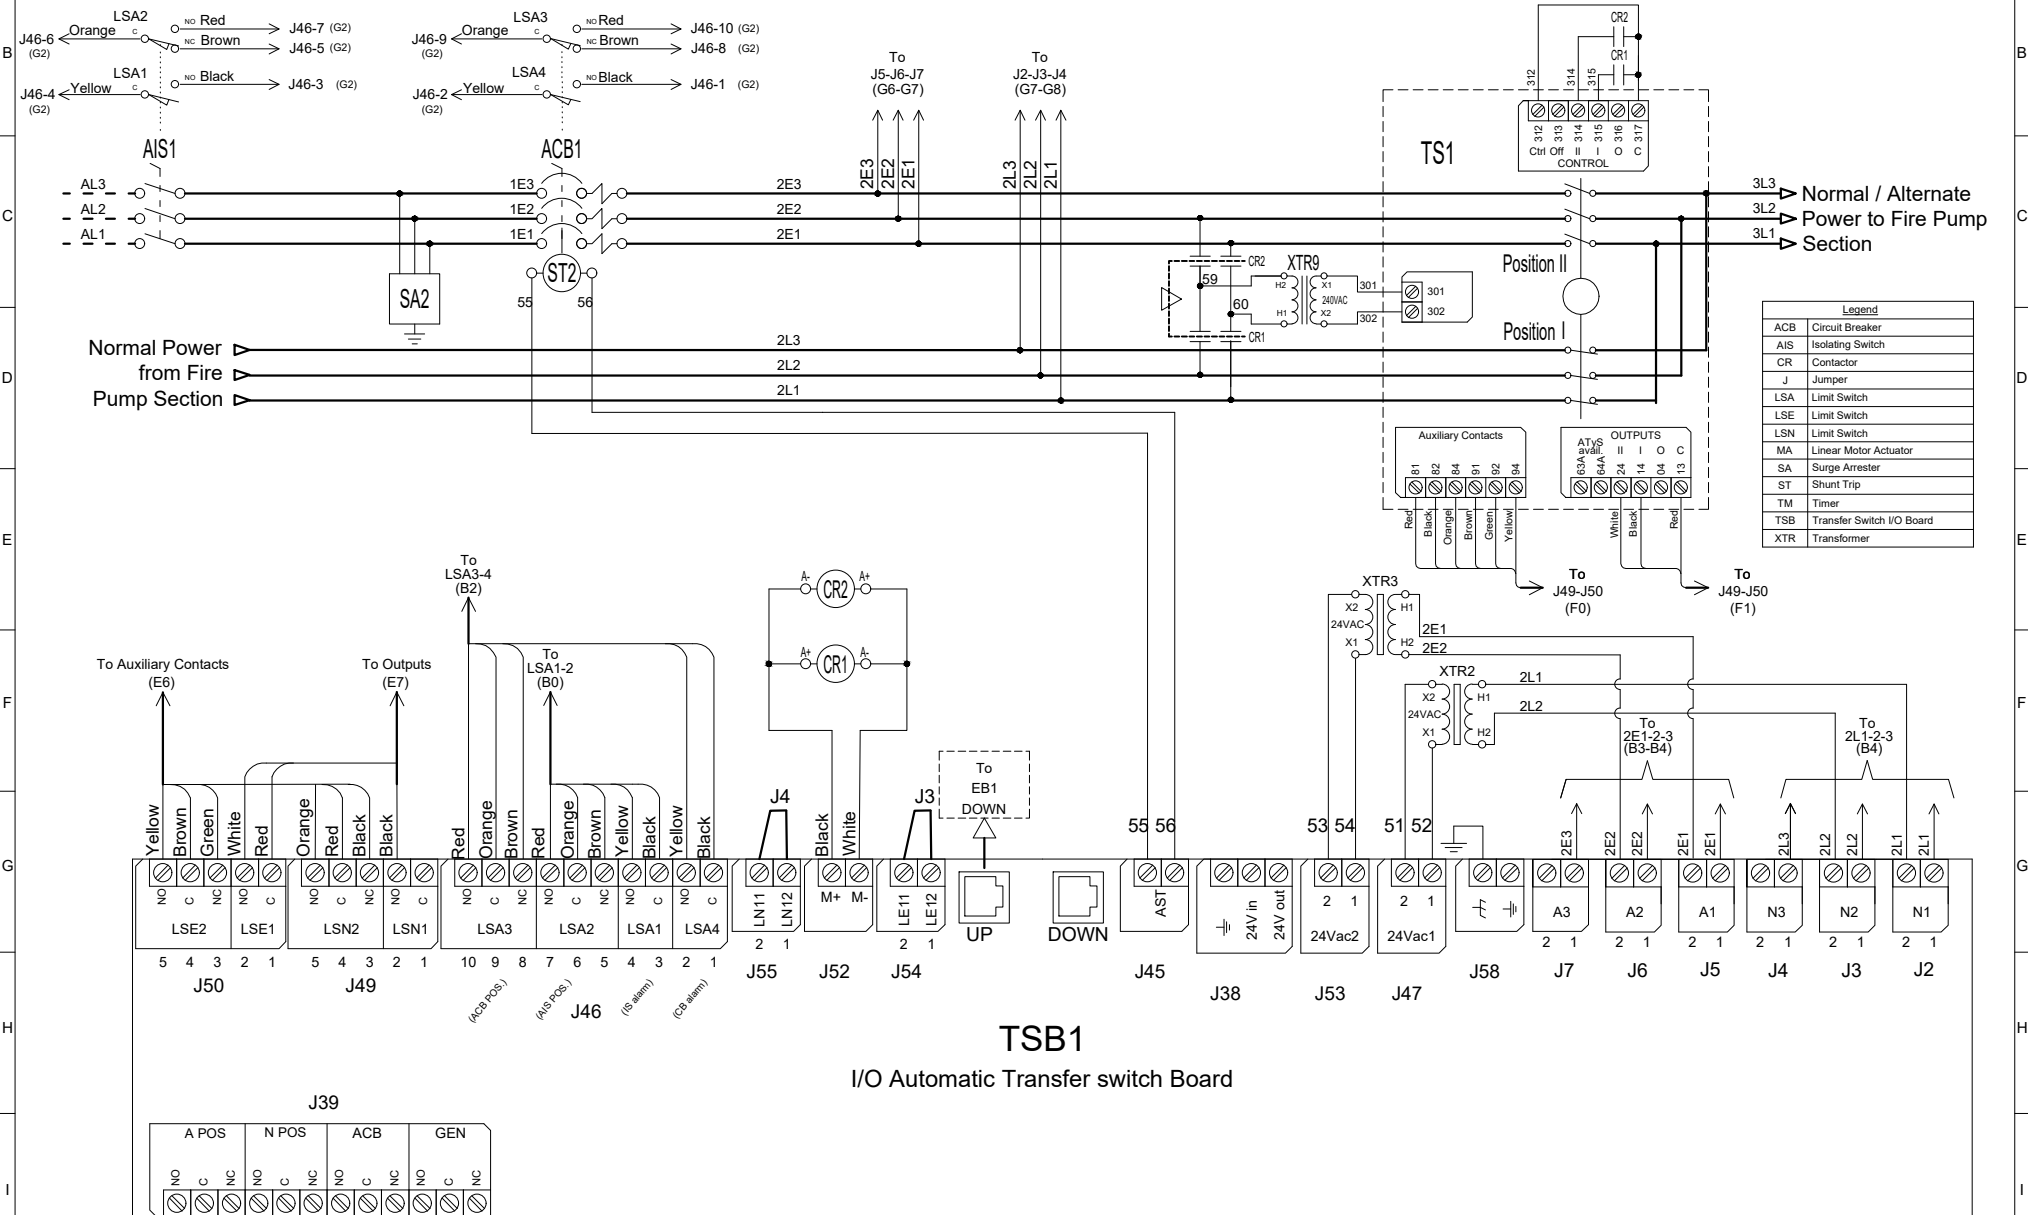 B
B
C
C
D
D
E
E
F
F
G
G
H
H
I
I
LSA2
NO Red
J46-7 (G2)
J46-6
(G2)
Orange
C
NC Brown
J46-5 (G2)
LSA1
NO Black
J46-3 (G2)
J46-4
(G2)
Yellow
C
LSA3
NO Red
J46-10 (G2)
J46-9
(G2)
Orange
C
NC Brown
J46-8 (G2)
LSA4
NO Black
J46-1 (G2)
J46-2
(G2)
Yellow
C
To
J5-J6-J7
(G6-G7)
To
J2-J3-J4
(G7-G8)
2E3
2E2
2E1
2L3
2L2
2L1
AIS1
ACB1
AL3
AL2
AL1
1E3
1E2
1E1
2E3
2E2
2E1
SA2
ST2
55
56
TS1
CR2
CR1
312
314
315
312
313
314
315
316
317
Ctrl
Off
II
I
O
C
CONTROL
3L3
3L2
3L1
Normal / Alternate
Power to Fire Pump
Section
Position II
Position I
CR2
59
60
CR1
XTR9
H2
H1
X1
240VAC
X2
301
302
301
302
Normal Power
from Fire
Pump Section
2L3
2L2
2L1
Legend
ACB Circuit Breaker
AIS Isolating Switch
CR Contactor
J Jumper
LSA Limit Switch
LSE Limit Switch
LSN Limit Switch
MA Linear Motor Actuator
SA Surge Arrester
ST Shunt Trip
TM Timer
TSB Transfer Switch I/O Board
XTR Transformer
Auxiliary Contacts
81
82
84
91
92
94
Red
Black
Orange
Brown
Green
Yellow
To
J49-J50
(F0)
OUTPUTS
ATyS
avail.
II
I
O
C
63A
64A
24
14
04
13
White
Black
Red
To
J49-J50
(F1)
To
LSA3-4
(B2)
To
LSA1-2
(B0)
To Auxiliary Contacts
(E6)
To Outputs
(E7)
A-
CR2
A+
A+
CR1
A-
XTR3
X2
24VAC
X1
H1
H2
2E1
2E2
XTR2
X2
24VAC
X1
H1
H2
2L1
2L2
To
2E1-2-3
(B3-B4)
To
2L1-2-3
(B4)
To
EB1
DOWN
Yellow
Brown
Green
White
Red
Orange
Red
Black
Black
Red
Orange
Brown
Red
Orange
Brown
Yellow
Black
Yellow
Black
J4
Black
White
J3
55
56
53
54
51
52
2E3
2E2
2E2
2E1
2E1
2L3
2L2
2L2
2L1
2L1
NO
C
NC
NO
C
LSE2
LSE1
5
4
3
2
1
J50
NO
C
NC
NO
C
LSN2
LSN1
5
4
3
2
1
J49
NO
C
NC
NO
C
NC
NO
C
NO
C
LSA3
LSA2
LSA1
LSA4
10
9
8
7
6
5
4
3
2
1
(ACB POS.)
(AIS POS.)
(IS alarm)
(CB alarm)
J46
LN11
LN12
2
1
J55
M+
M-
J52
LE11
LE12
2
1
J54
UP
DOWN
AST
J45
24V in
24V out
J38
2
1
24Vac2
J53
2
1
24Vac1
J47
J58
A3
2
1
J7
A2
2
1
J6
A1
2
1
J5
N3
2
1
J4
N2
2
1
J3
N1
2
1
J2
TSB1
I/O Automatic Transfer switch Board
J39
A POS
N POS
ACB
GEN
NO
C
NC
NO
C
NC
NO
C
NC
NO
C
NC